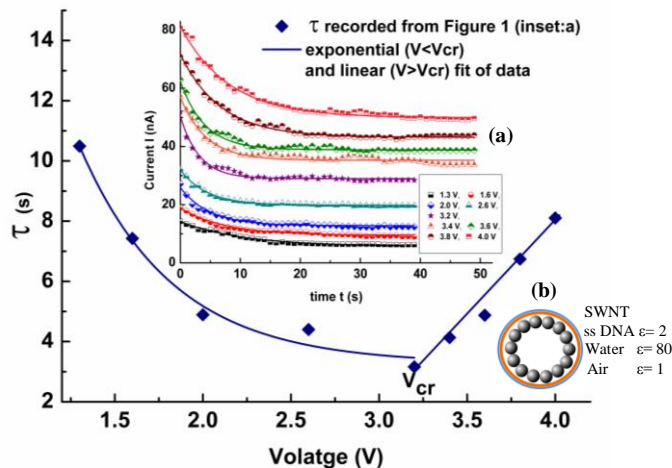 τ recorded from Figure 1 (inset:a)
exponential (V<Vcr)
and linear (V>Vcr) fit of data
τ (s)
14
12
10
8
6
4
2
1.5
2.0
2.5
3.0
3.5
4.0
Volatge (V)
Vcr
(a)
Current I (nA)
80
60
40
20
0
0
10
20
30
40
50
time t (s)
1.3 V, 1.6 V,
2.0 V, 2.6 V,
3.2 V,
3.4 V, 3.6 V,
3.8 V, 4.0 V
(b)
SWNT
ss DNA ε= 2
Water ε= 80
Air ε= 1